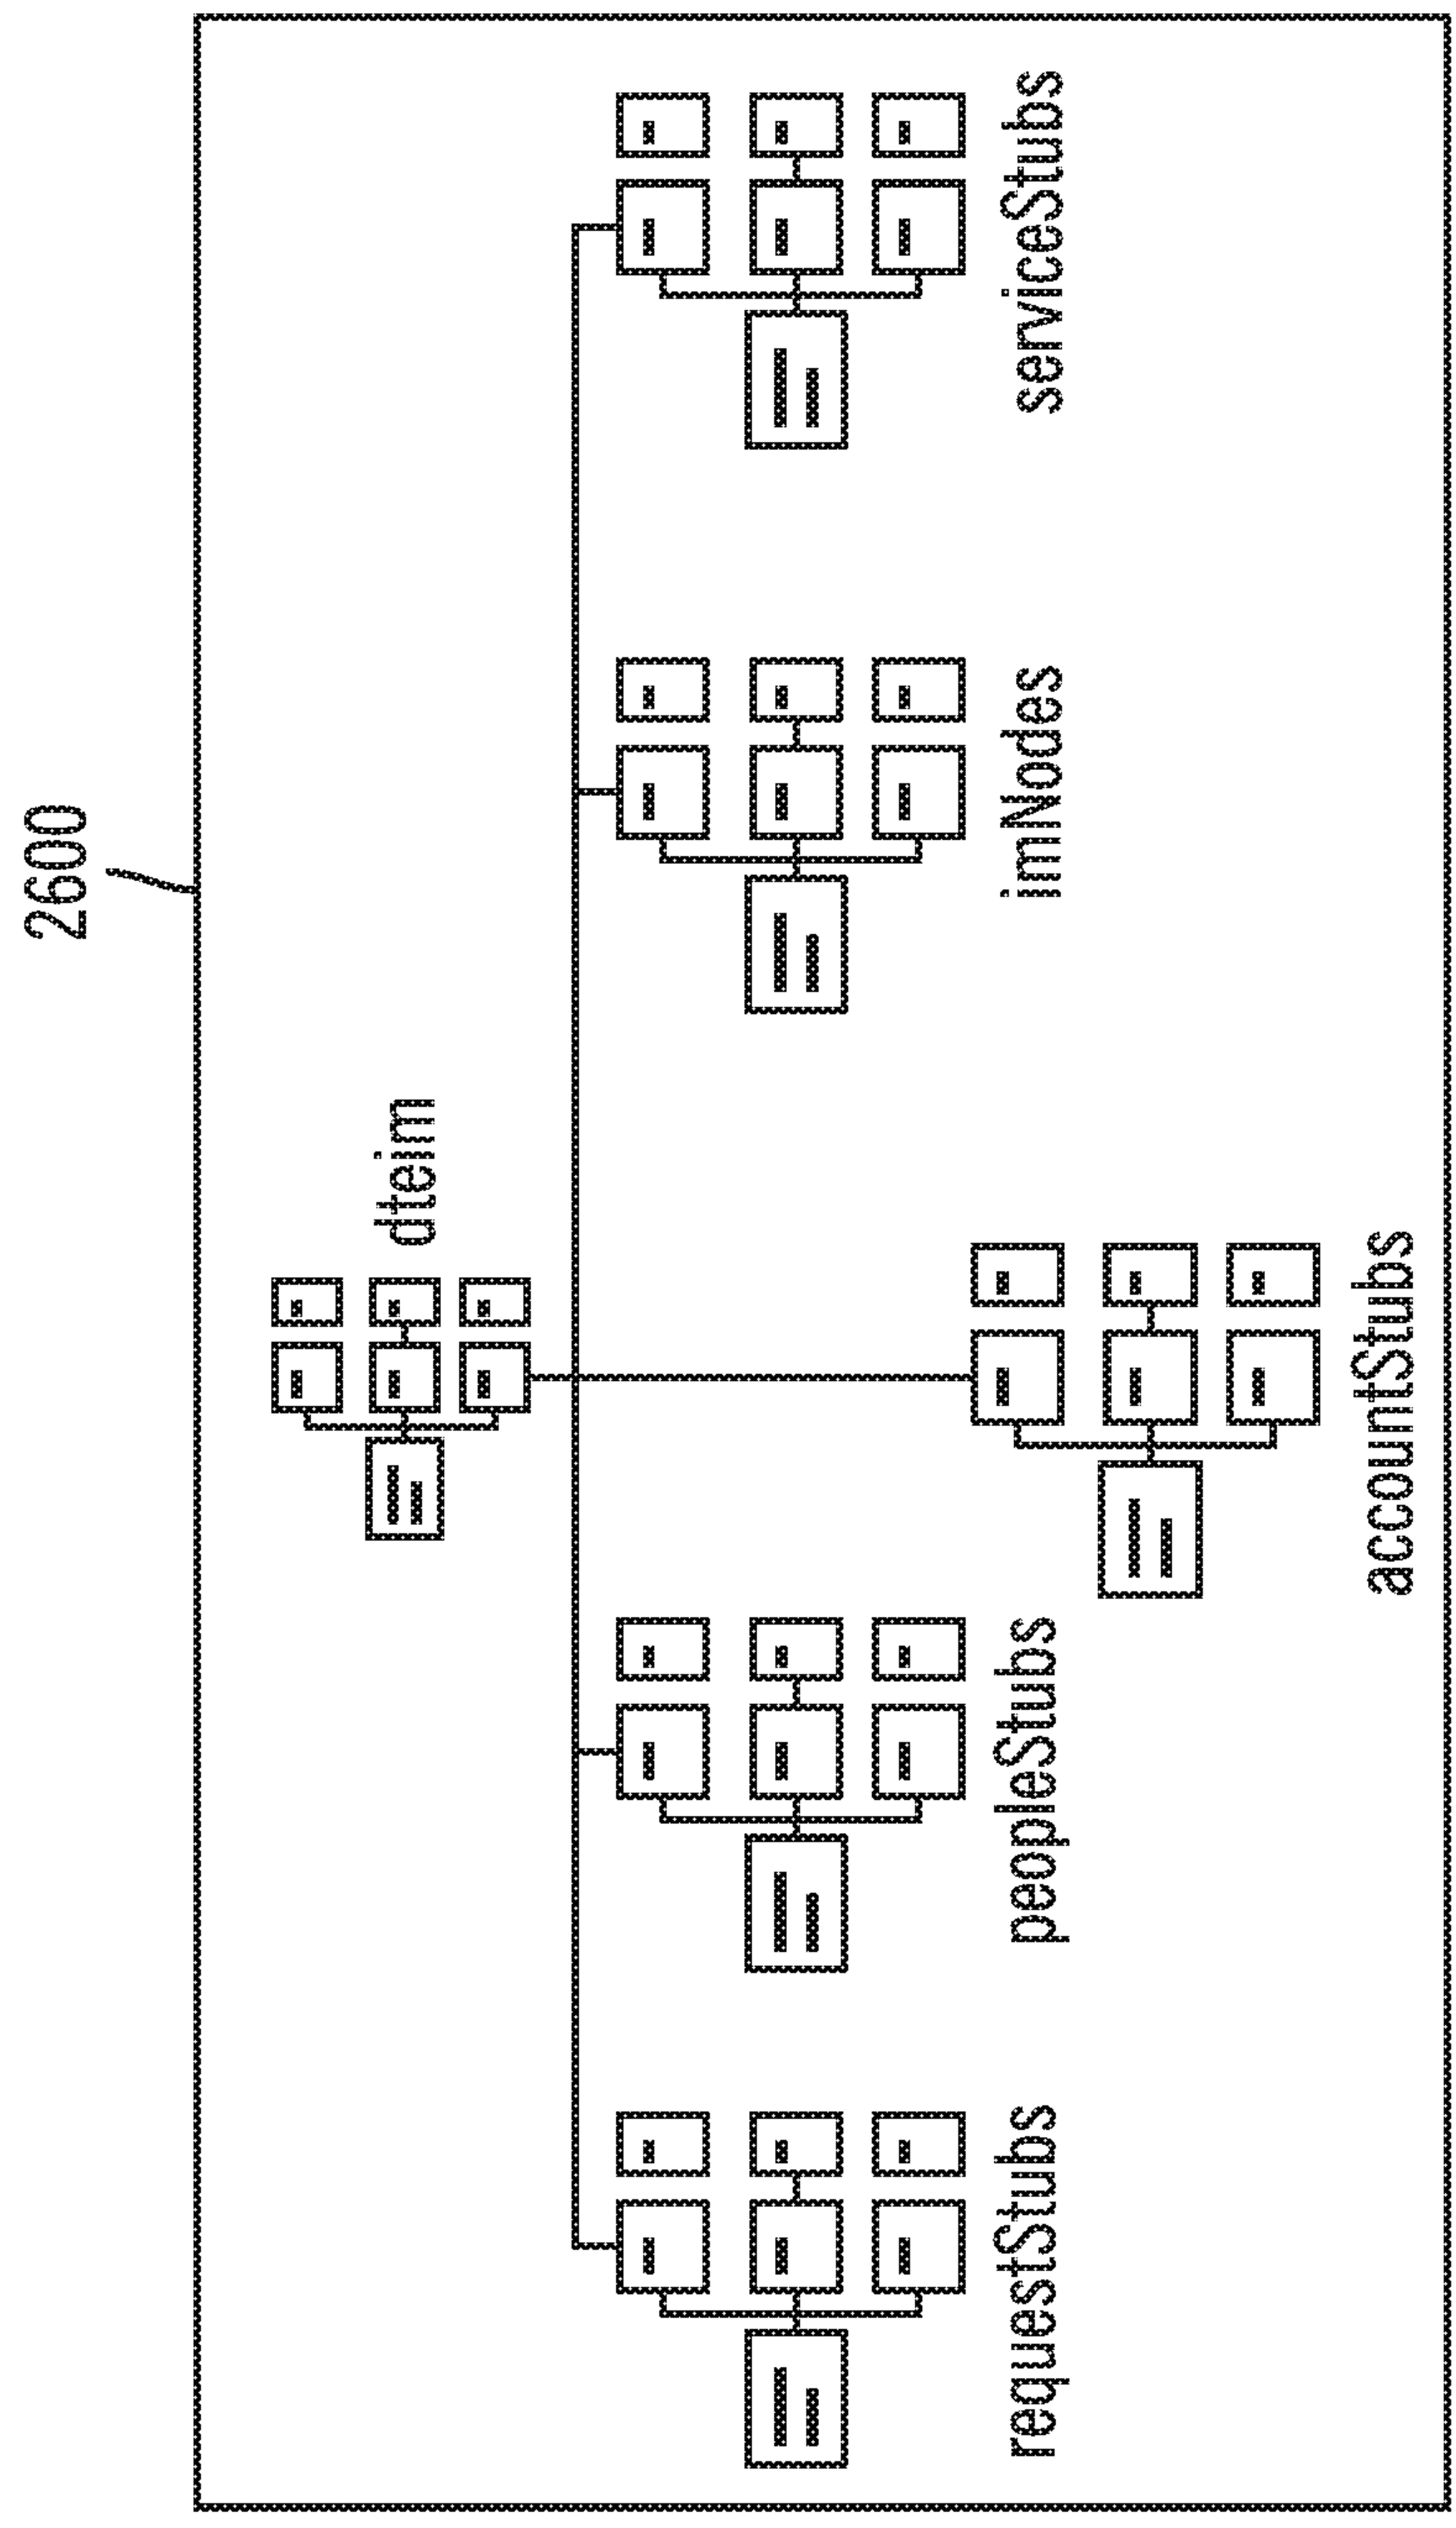 2600
dteim
requestStubs
peopleStubs
accountStubs
imNodes
serviceStubs